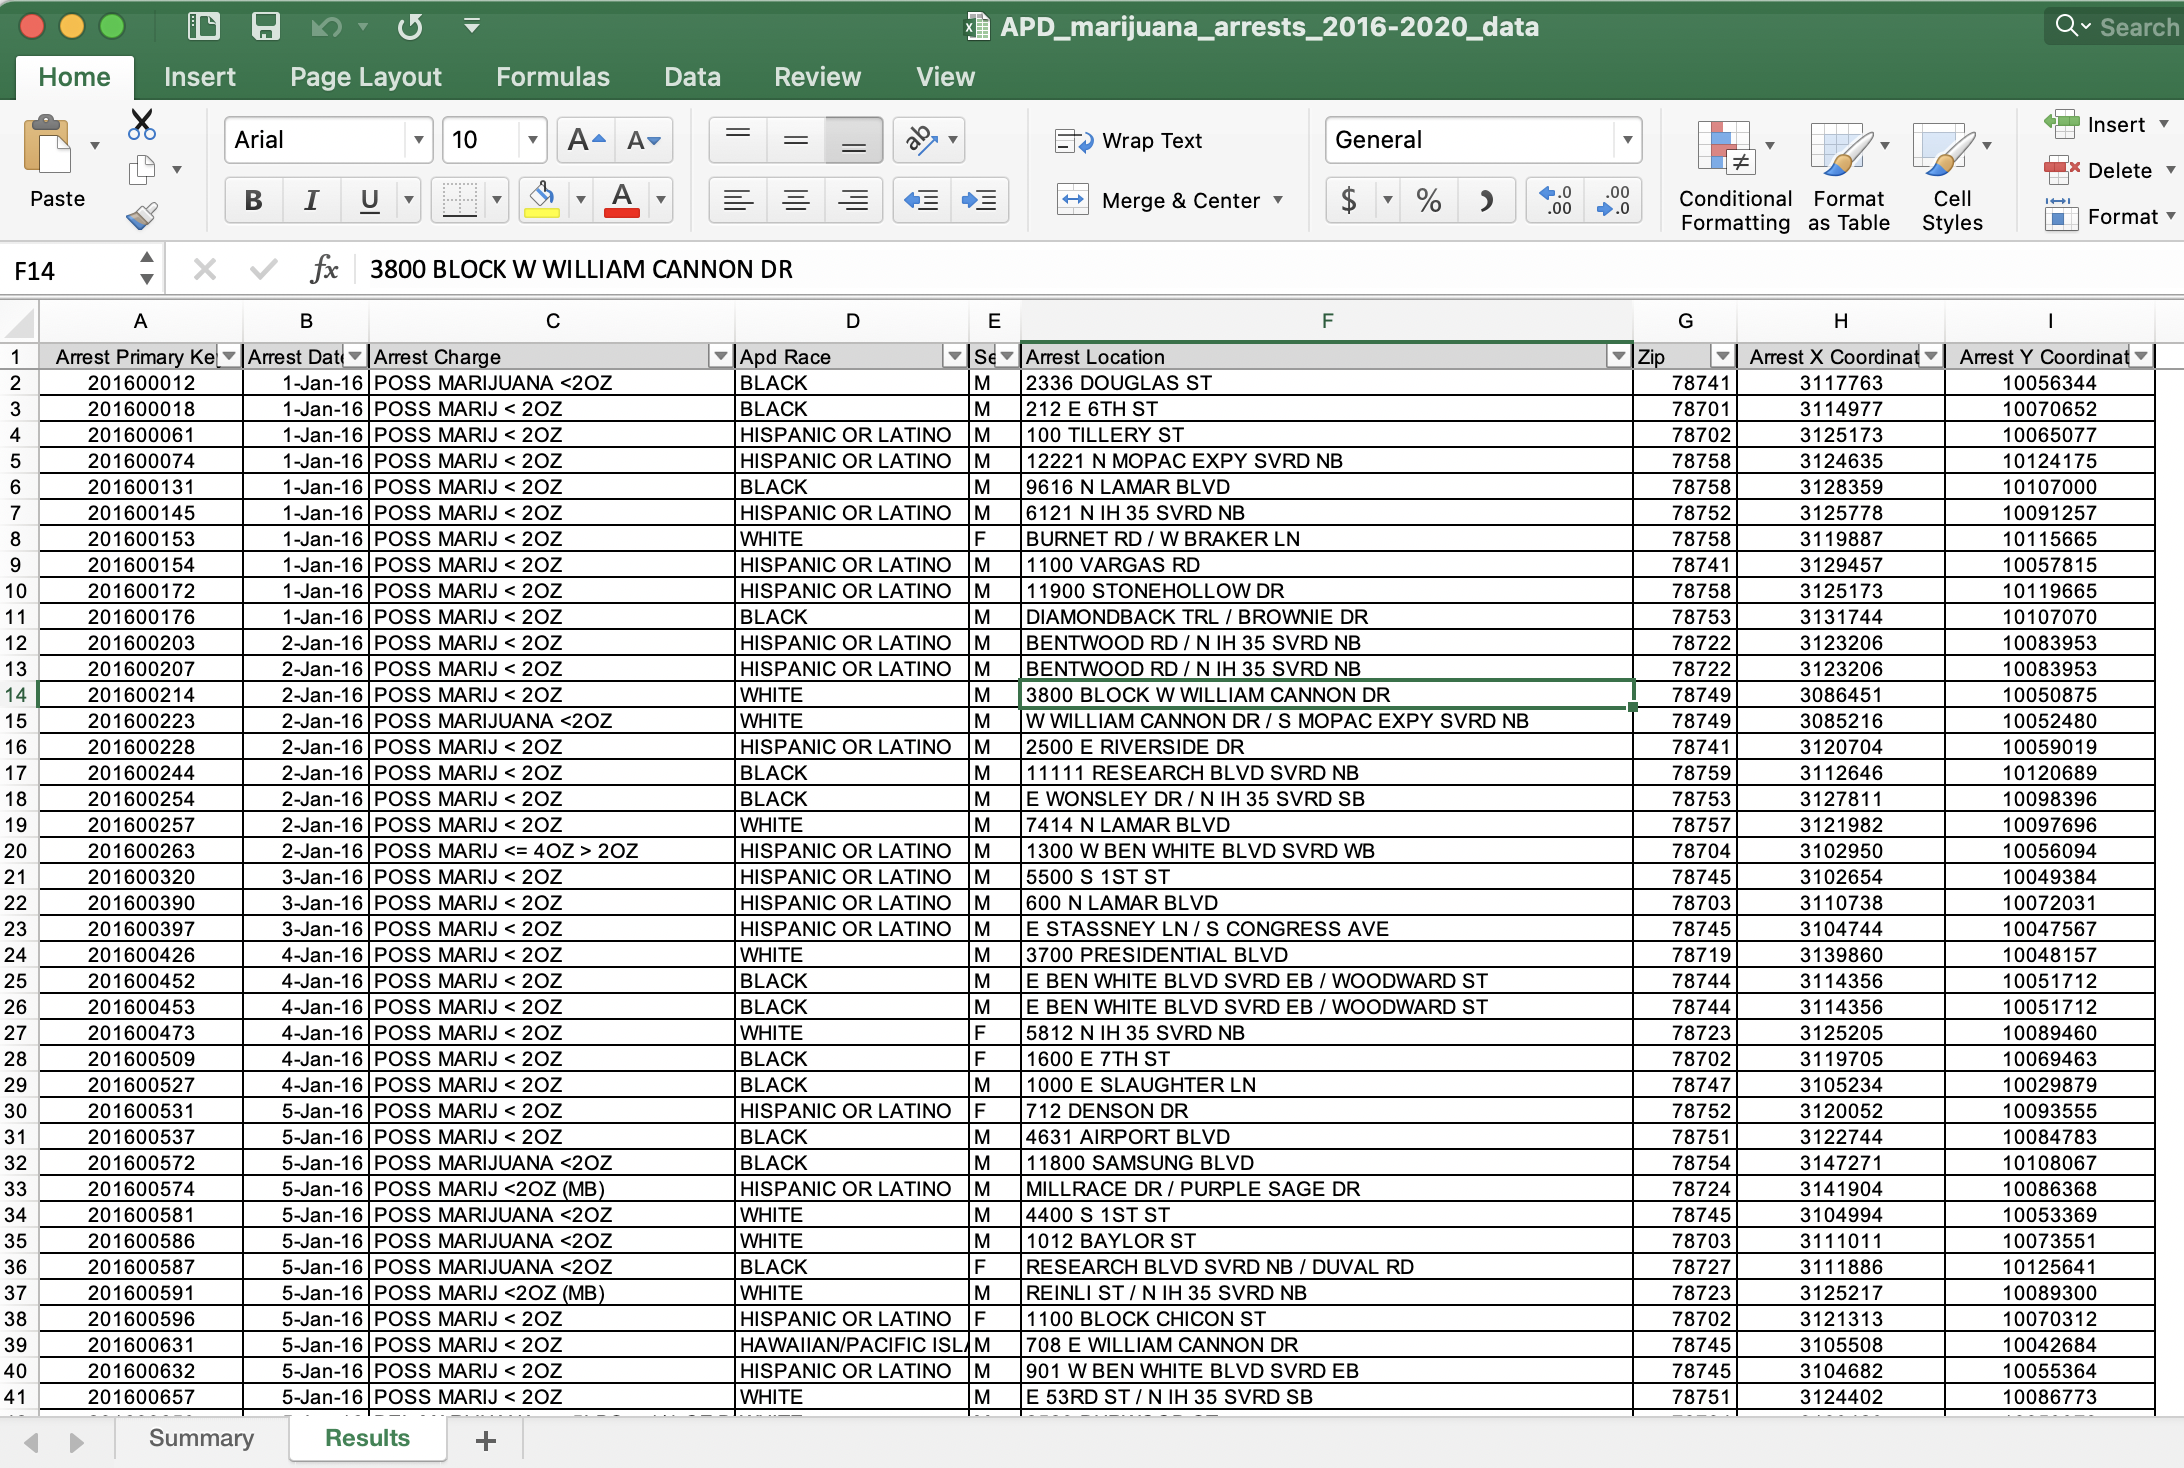 APD_marijuana_arrests_2016-2020_data
Search
Home Insert Page Layout Formulas Data Review View
Paste
Arial 10
Wrap Text
Merge & Center
General
Conditional Formatting
Format as Table
Cell Styles
Insert
Delete
Format
F14 fx 3800 BLOCK W WILLIAM CANNON DR
A B C D E F G H I
1 Arrest Primary Key Arrest Date Arrest Charge Apd Race Se Arrest Location Zip Arrest X Coordinat Arrest Y Coordinat
2 201600012 1-Jan-16 POSS MARIJUANA <2OZ BLACK M 2336 DOUGLAS ST 78741 3117763 10056344
3 201600018 1-Jan-16 POSS MARIJ < 2OZ BLACK M 212 E 6TH ST 78701 3114977 10070652
4 201600061 1-Jan-16 POSS MARIJ < 2OZ HISPANIC OR LATINO M 100 TILLERY ST 78702 3125173 10065077
5 201600074 1-Jan-16 POSS MARIJ < 2OZ HISPANIC OR LATINO M 12221 N MOPAC EXPY SVRD NB 78758 3124635 10124175
6 201600131 1-Jan-16 POSS MARIJ < 2OZ BLACK M 9616 N LAMAR BLVD 78758 3128359 10107000
7 201600145 1-Jan-16 POSS MARIJ < 2OZ HISPANIC OR LATINO M 6121 N IH 35 SVRD NB 78752 3125778 10091257
8 201600153 1-Jan-16 POSS MARIJ < 2OZ WHITE F BURNET RD / W BRAKER LN 78758 3119887 10115665
9 201600154 1-Jan-16 POSS MARIJ < 2OZ HISPANIC OR LATINO M 1100 VARGAS RD 78741 3129457 10057815
10 201600172 1-Jan-16 POSS MARIJ < 2OZ HISPANIC OR LATINO M 11900 STONEHOLLOW DR 78758 3125173 10119665
11 201600176 1-Jan-16 POSS MARIJ < 2OZ BLACK M DIAMONDBACK TRL / BROWNIE DR 78753 3131744 10107070
12 201600203 2-Jan-16 POSS MARIJ < 2OZ HISPANIC OR LATINO M BENTWOOD RD / N IH 35 SVRD NB 78722 3123206 10083953
13 201600207 2-Jan-16 POSS MARIJ < 2OZ HISPANIC OR LATINO M BENTWOOD RD / N IH 35 SVRD NB 78722 3123206 10083953
14 201600214 2-Jan-16 POSS MARIJ < 2OZ WHITE M 3800 BLOCK W WILLIAM CANNON DR 78749 3086451 10050875
15 201600223 2-Jan-16 POSS MARIJUANA <2OZ WHITE M W WILLIAM CANNON DR / S MOPAC EXPY SVRD NB 78749 3085216 10052480
16 201600228 2-Jan-16 POSS MARIJ < 2OZ HISPANIC OR LATINO M 2500 E RIVERSIDE DR 78741 3120704 10059019
17 201600244 2-Jan-16 POSS MARIJ < 2OZ BLACK M 11111 RESEARCH BLVD SVRD NB 78759 3112646 10120689
18 201600254 2-Jan-16 POSS MARIJ < 2OZ BLACK M E WONSLEY DR / N IH 35 SVRD SB 78753 3127811 10098396
19 201600257 2-Jan-16 POSS MARIJ < 2OZ WHITE M 7414 N LAMAR BLVD 78757 3121982 10097696
20 201600263 2-Jan-16 POSS MARIJ <= 4OZ > 2OZ HISPANIC OR LATINO M 1300 W BEN WHITE BLVD SVRD WB 78704 3102950 10056094
21 201600320 3-Jan-16 POSS MARIJ < 2OZ HISPANIC OR LATINO M 5500 S 1ST ST 78745 3102654 10049384
22 201600390 3-Jan-16 POSS MARIJ < 2OZ HISPANIC OR LATINO M 600 N LAMAR BLVD 78703 3110738 10072031
23 201600397 3-Jan-16 POSS MARIJ < 2OZ HISPANIC OR LATINO M E STASSNEY LN / S CONGRESS AVE 78745 3104744 10047567
24 201600426 4-Jan-16 POSS MARIJ < 2OZ WHITE M 3700 PRESIDENTIAL BLVD 78719 3139860 10048157
25 201600452 4-Jan-16 POSS MARIJ < 2OZ BLACK M E BEN WHITE BLVD SVRD EB / WOODWARD ST 78744 3114356 10051712
26 201600453 4-Jan-16 POSS MARIJ < 2OZ BLACK M E BEN WHITE BLVD SVRD EB / WOODWARD ST 78744 3114356 10051712
27 201600473 4-Jan-16 POSS MARIJ < 2OZ WHITE F 5812 N IH 35 SVRD NB 78723 3125205 10089460
28 201600509 4-Jan-16 POSS MARIJ < 2OZ BLACK F 1600 E 7TH ST 78702 3119705 10069463
29 201600527 4-Jan-16 POSS MARIJ < 2OZ BLACK M 1000 E SLAUGHTER LN 78747 3105234 10029879
30 201600531 5-Jan-16 POSS MARIJ < 2OZ HISPANIC OR LATINO F 712 DENSON DR 78752 3120052 10093555
31 201600537 5-Jan-16 POSS MARIJ < 2OZ BLACK M 4631 AIRPORT BLVD 78751 3122744 10084783
32 201600572 5-Jan-16 POSS MARIJUANA <2OZ BLACK M 11800 SAMSUNG BLVD 78754 3147271 10108067
33 201600574 5-Jan-16 POSS MARIJ <2OZ (MB) HISPANIC OR LATINO M MILLRACE DR / PURPLE SAGE DR 78724 3141904 10086368
34 201600581 5-Jan-16 POSS MARIJUANA <2OZ WHITE M 4400 S 1ST ST 78745 3104994 10053369
35 201600586 5-Jan-16 POSS MARIJUANA <2OZ WHITE M 1012 BAYLOR ST 78703 3111011 10073551
36 201600587 5-Jan-16 POSS MARIJUANA <2OZ BLACK F RESEARCH BLVD SVRD NB / DUVAL RD 78727 3111886 10125641
37 201600591 5-Jan-16 POSS MARIJ <2OZ (MB) WHITE M REINLI ST / N IH 35 SVRD NB 78723 3125217 10089300
38 201600596 5-Jan-16 POSS MARIJ < 2OZ HISPANIC OR LATINO F 1100 BLOCK CHICON ST 78702 3121313 10070312
39 201600631 5-Jan-16 POSS MARIJ < 2OZ HAWAIIAN/PACIFIC ISLA M 708 E WILLIAM CANNON DR 78745 3105508 10042684
40 201600632 5-Jan-16 POSS MARIJ < 2OZ HISPANIC OR LATINO M 901 W BEN WHITE BLVD SVRD EB 78745 3104682 10055364
41 201600657 5-Jan-16 POSS MARIJ < 2OZ WHITE M E 53RD ST / N IH 35 SVRD SB 78751 3124402 10086773
Summary Results +